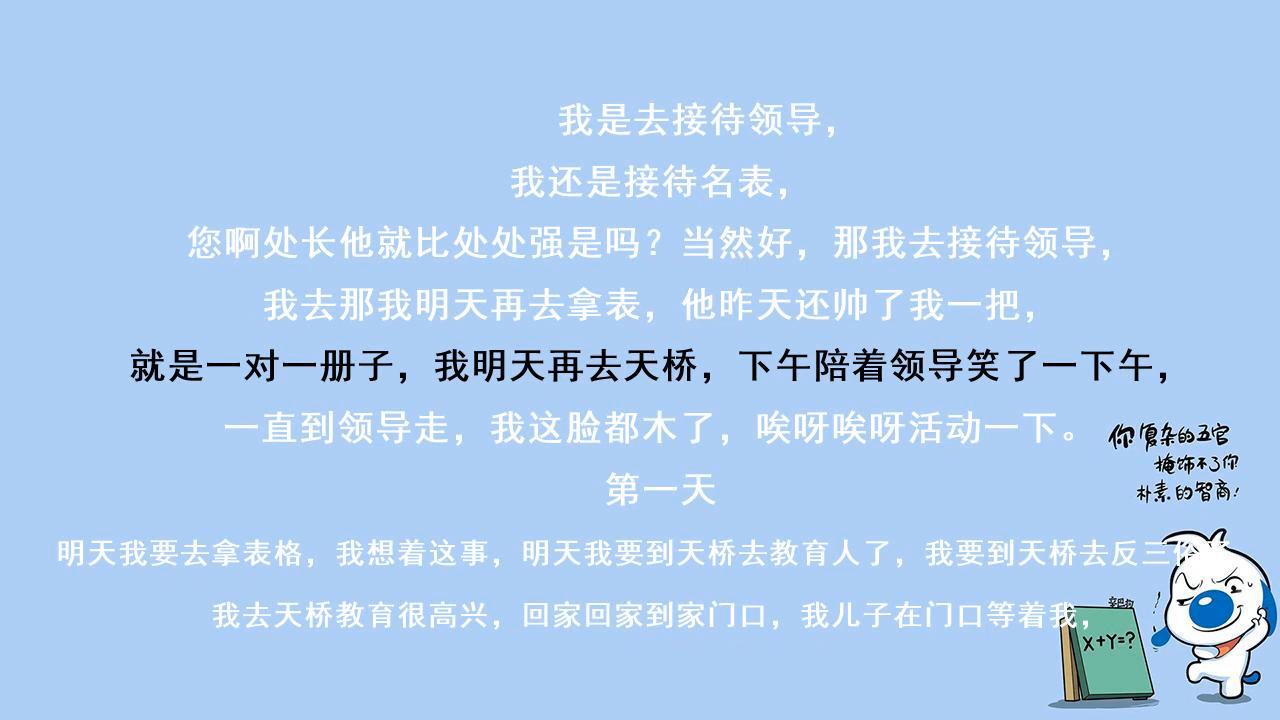 我是去接待领导，
我还是接待名表，
您啊处长他就比处处强是吗？当然好，那我去接待领导，
我去那我明天再去拿表，他昨天还帅了我一把，
就是一对一册子，我明天再去天桥，下午陪着领导笑了一下午，
一直到领导走，我这脸都木了，唉呀唉呀活动一下。
你复杂的五官
掩饰不了你
朴素的智商！
第一天
明天我要去拿表格，我想着这事，明天我要到天桥去教育人了，我要到天桥去反三俗
我去天桥教育很高兴，回家回家到家门口，我儿子在门口等着我，
X+Y=?